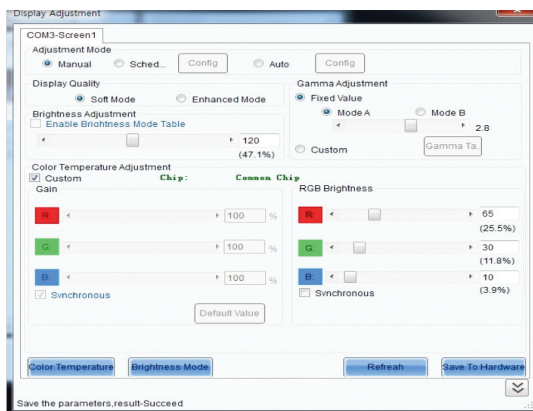 Display Adjustment
COM3-Screen1
Adjustment Mode
Manual Sched... Config Auto Config
Display Quality
Soft Mode Enhanced Mode
Brightness Adjustment
Enable Brightness Mode Table
120
(47.1%)
Gamma Adjustment
Fixed Value
Mode A Mode B
2.8
Custom Gamma Ta..
Color Temperature Adjustment
Custom Chip: Common Chip
Gain
R: 100 %
G: 100 %
B: 100 %
Synchronous
Default Value
RGB Brightness
R: 65
(25.5%)
G: 30
(11.8%)
B: 10
(3.9%)
Synchronous
Color Temperature Brightness Mode Refreah Save To Hardware
Save the parameters,result-Succeed